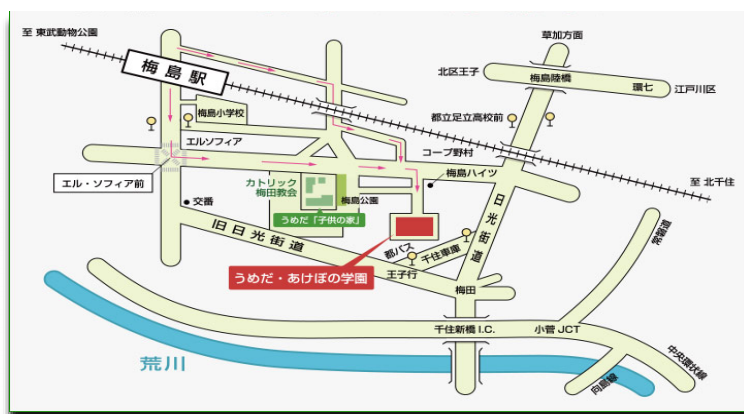 至 東武動物公園
梅島駅
草加方面
北区王子
梅島陸橋
環七
江戸川区
梅島小学校
都立足立高校前
エルソフィア
コープ野村
エル・ソフィア前
カトリック
梅田教会
梅島公園
梅島ハイツ
至 北千住
交番
うめだ「子供の家」
日光街道
旧日光街道
都バス
千住車庫
王子行
常磐道
うめだ・あけぼの学園
梅田
千住新橋 I.C.
小菅 JCT
中央環状線
向島線
荒川